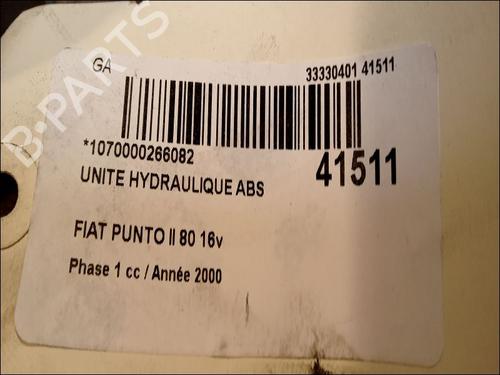 GA
33330401 41511
*1070000266082
41511
UNITE HYDRAULIQUE ABS
FIAT PUNTO II 80 16v
Phase 1 cc / Année 2000
B-PARTS